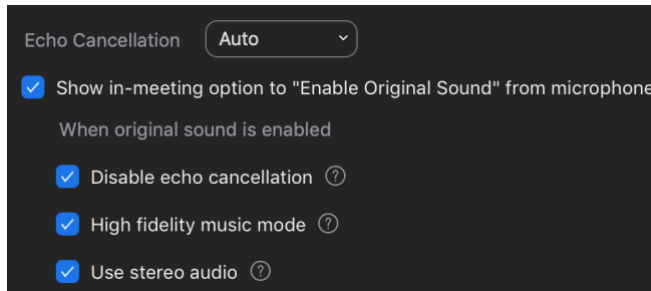 Echo Cancellation Auto
Show in-meeting option to "Enable Original Sound" from microphone
When original sound is enabled
Disable echo cancellation ?
High fidelity music mode ?
Use stereo audio ?